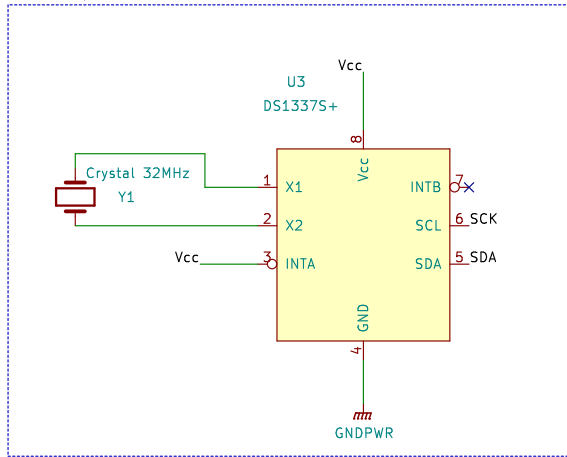 Vcc
U3
DS1337S+
8
Vcc
Crystal 32MHz
Y1
1
X1
INTB
7
2
X2
SCL
6
SCK
Vcc
3
INTA
SDA
5
SDA
GND
4
GNDPWR